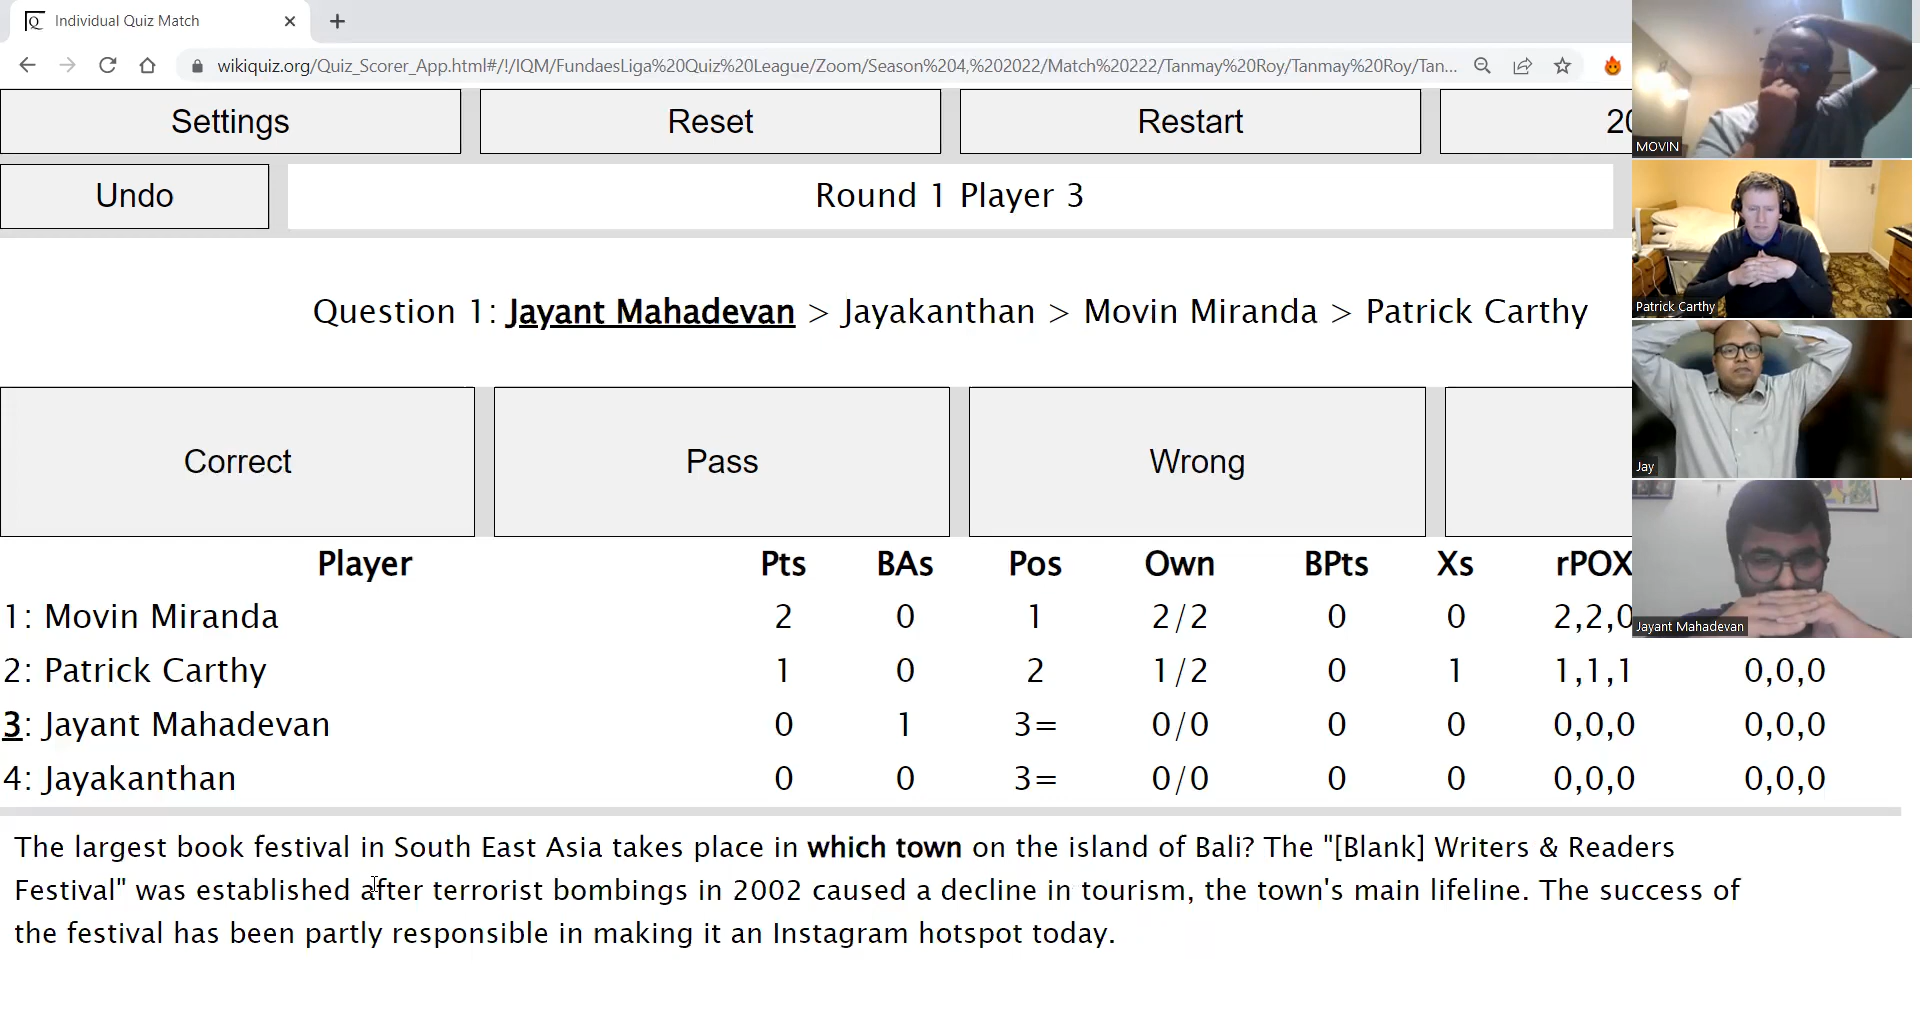 Individual Quiz Match
wikiquiz.org/Quiz_Scorer_App.html#/!/IQM/FundaesLiga%20Quiz%20League/Zoom/Season%204,%202022/Match%20222/Tanmay%20Roy/Tanmay%20Roy/Tan...
Settings Reset Restart 20
Undo Round 1 Player 3
MOVIN
Question 1: Jayant Mahadevan > Jayakanthan > Movin Miranda > Patrick Carthy
Patrick Carthy
Correct Pass Wrong
Jay
Player Pts BAs Pos Own BPts Xs rPOX
1: Movin Miranda 2 0 1 2/2 0 0 2,2,0
Jayant Mahadevan
2: Patrick Carthy 1 0 2 1/2 0 1 1,1,1 0,0,0
3: Jayant Mahadevan 0 1 3= 0/0 0 0 0,0,0 0,0,0
4: Jayakanthan 0 0 3= 0/0 0 0 0,0,0 0,0,0
The largest book festival in South East Asia takes place in which town on the island of Bali? The "[Blank] Writers & Readers
Festival" was established after terrorist bombings in 2002 caused a decline in tourism, the town's main lifeline. The success of
the festival has been partly responsible in making it an Instagram hotspot today.